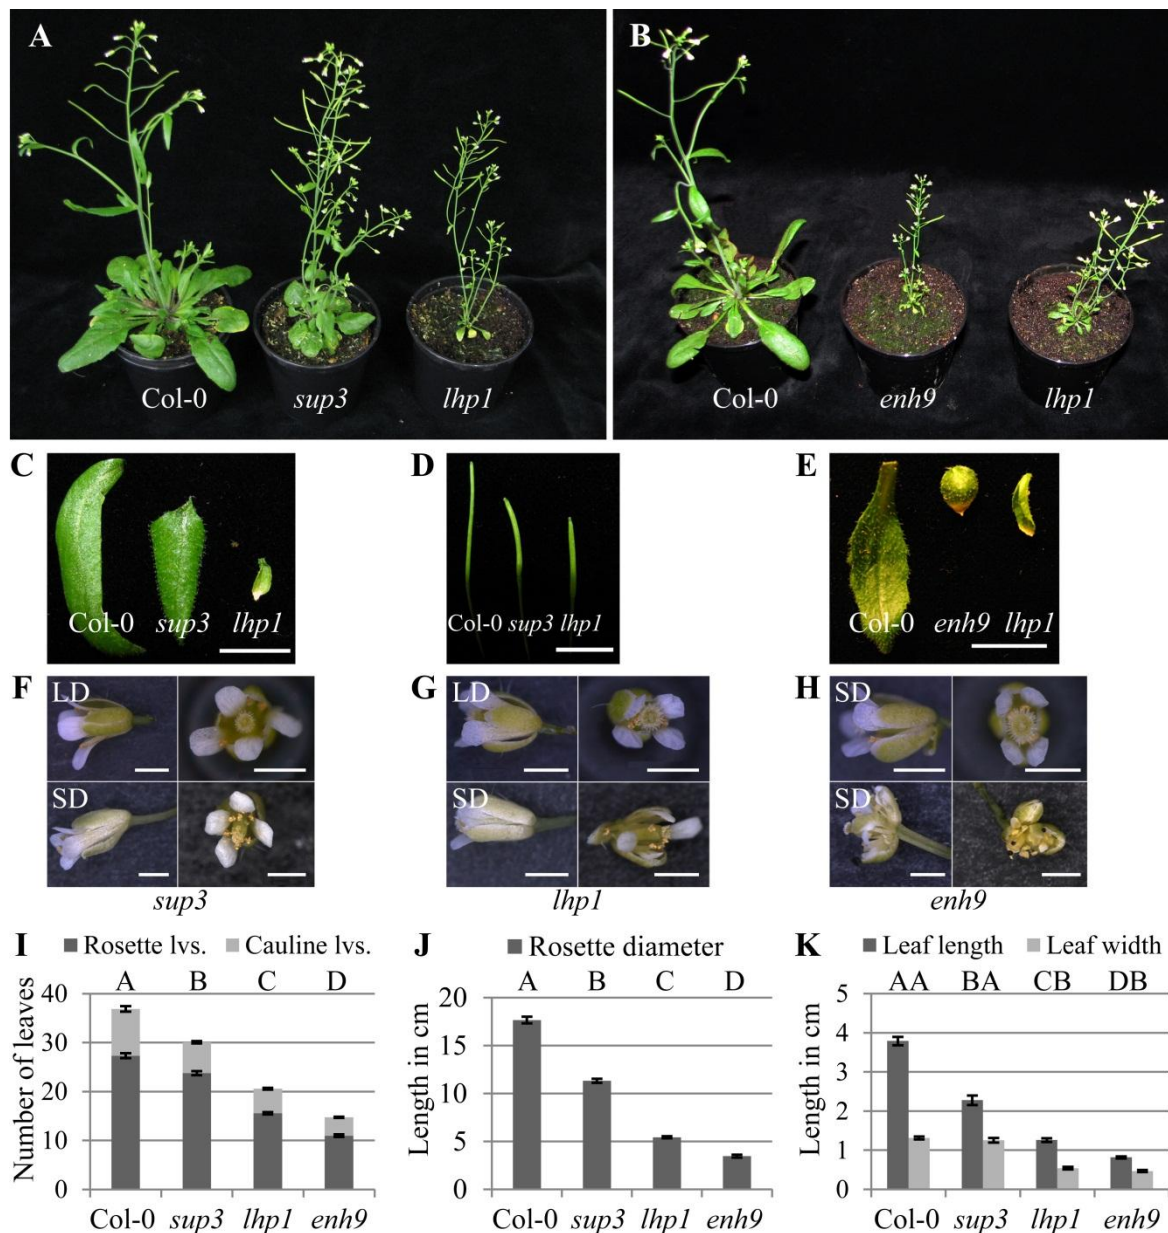 A
B
Col-0 sup3 lhp1
Col-0 enh9 lhp1
C
D
E
Col-0 sup3 lhp1
Col-0 sup3 lhp1
Col-0 enh9 lhp1
F
LD
G
LD
H
SD
SD
SD
SD
sup3
lhp1
enh9
I
Rosette lvs. Cauline lvs.
A B C D
Number of leaves
40
30
20
10
0
Col-0 sup3 lhp1 enh9
J
Rosette diameter
A B C D
Length in cm
20
15
10
5
0
Col-0 sup3 lhp1 enh9
K
Leaf length Leaf width
AA BA CB DB
Length in cm
5
4
3
2
1
0
Col-0 sup3 lhp1 enh9